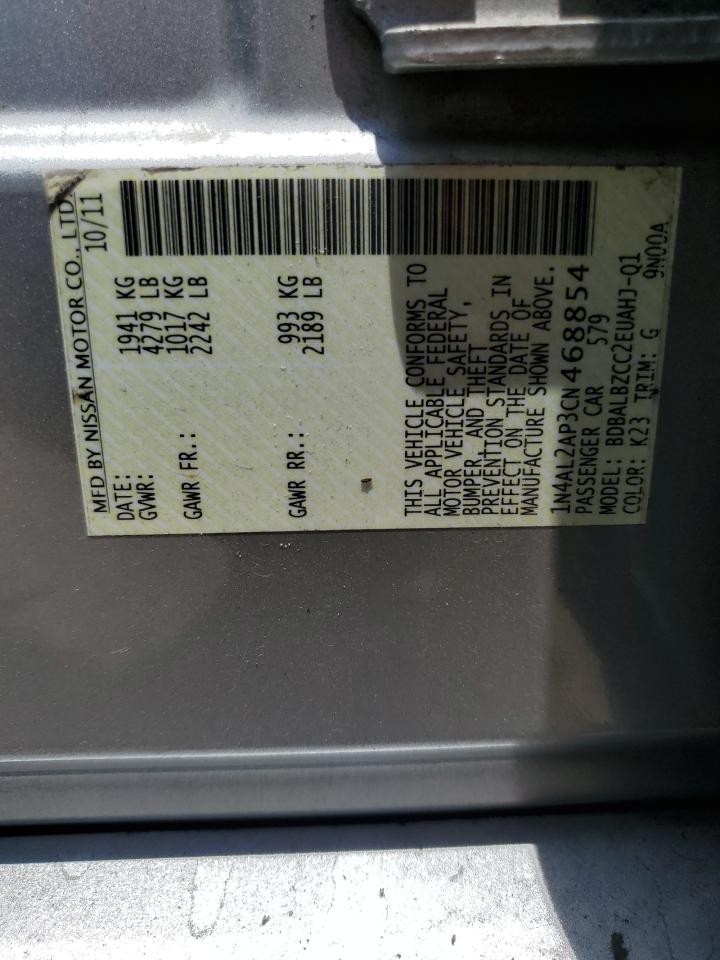 MFD BY NISSAN MOTOR CO., LTD.
DATE: 10/11
GVWR: 1941 KG
4279 LB
GAWR FR.: 1017 KG
2242 LB
GAWR RR.: 993 KG
2189 LB
THIS VEHICLE CONFORMS TO
ALL APPLICABLE FEDERAL
MOTOR VEHICLE SAFETY,
BUMPER, AND THEFT
PREVENTION STANDARDS IN
EFFECT ON THE DATE OF
MANUFACTURE SHOWN ABOVE.
1N4AL2AP3CN468854
PASSENGER CAR 579
MODEL: BDBALBZCC2EUAHJ-Q1
COLOR: K23 TRIM: G 9N00A